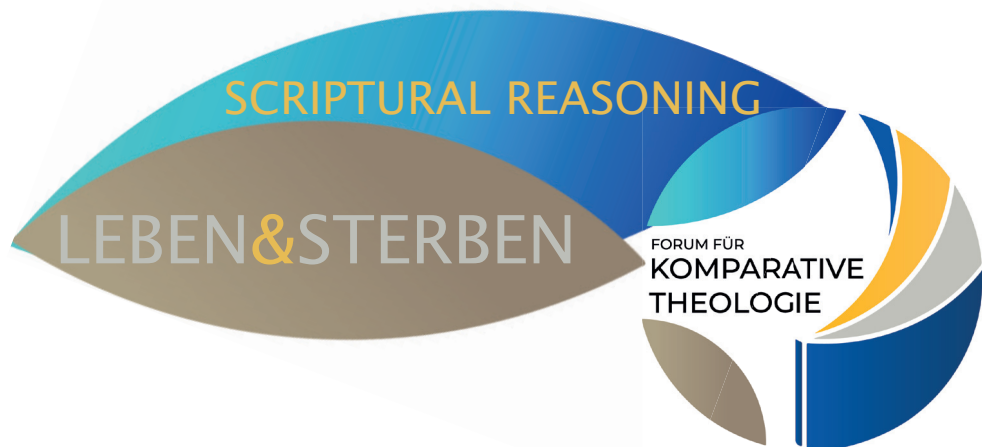 SCRIPTURAL REASONING
LEBEN&STERBEN
FORUM FÜR
KOMPARATIVE
THEOLOGIE